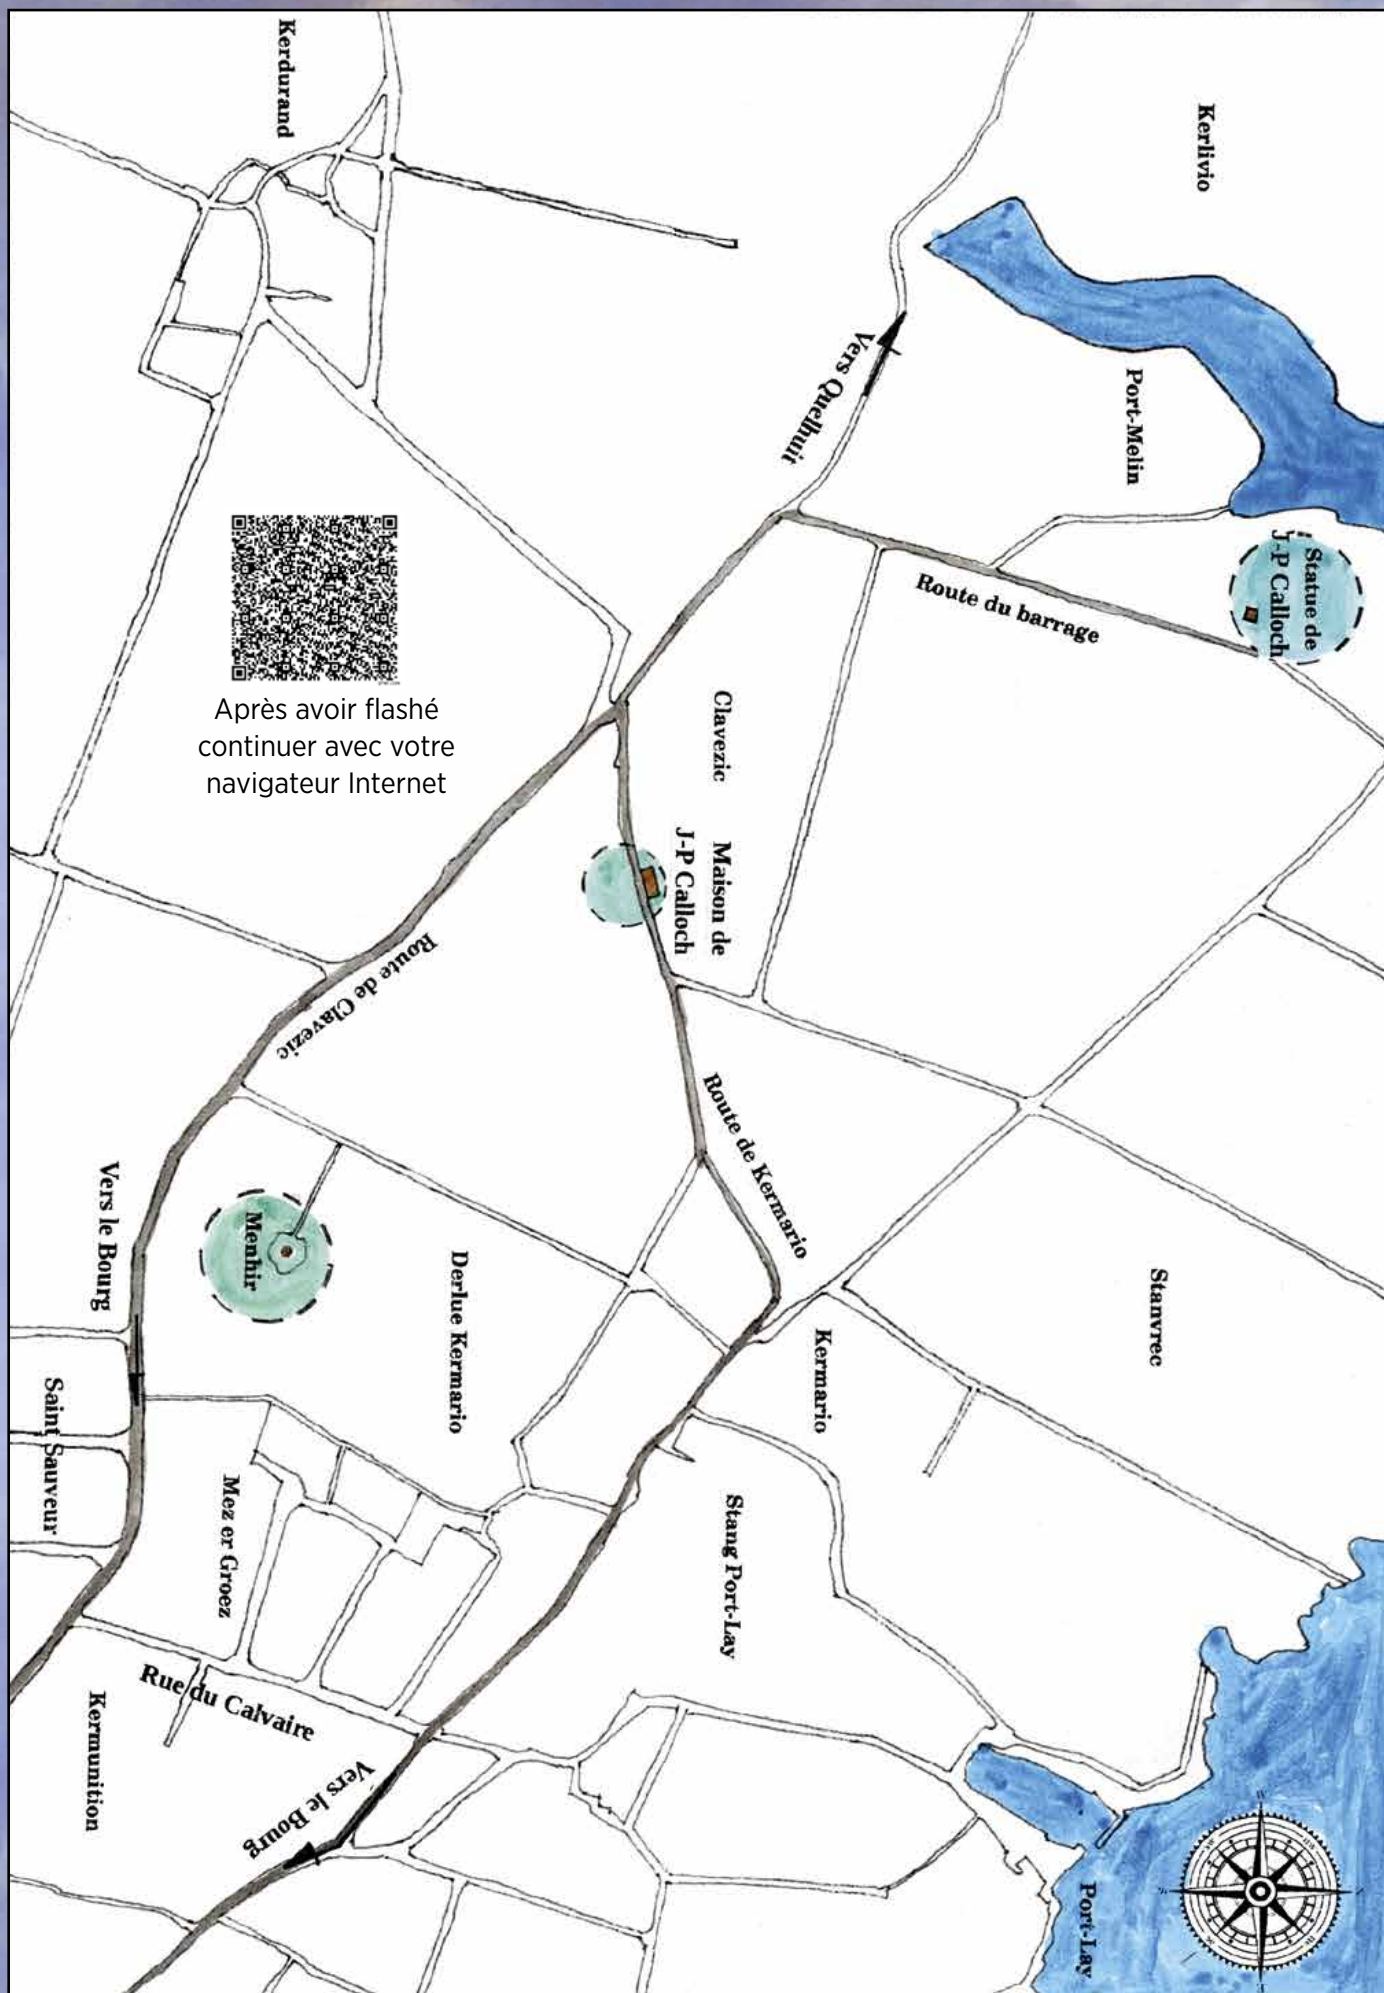 Kerdurand
Kerlivio
Port-Melin
Vers Quelhuit
Statue de
J-P Calloch
Route du barrage
Clavezic
Maison de
J-P Calloch
Après avoir flashé
continuer avec votre
navigateur Internet
Route de Clavezic
Route de Kermario
Vers le Bourg
Menhir
Derlue Kermario
Kermario
Stanvrec
Saint Sauveur
Mez er Groez
Stang Port-Lay
Rue du Calvaire
Kermunition
Vers le Bourg
Port-Lay